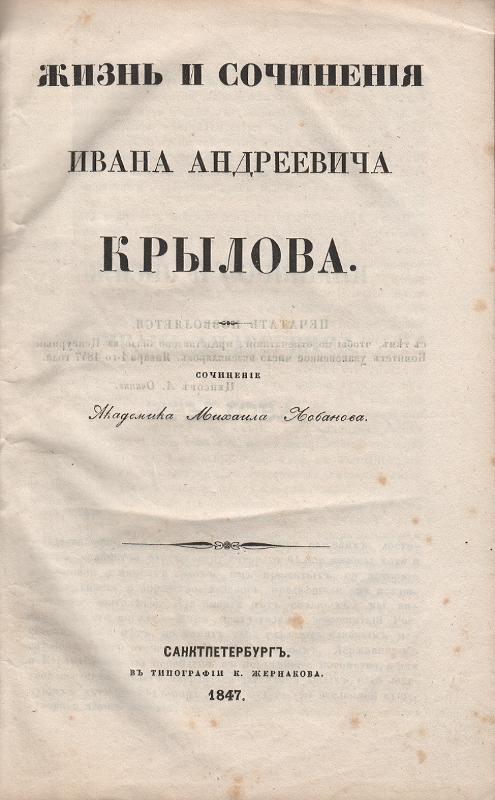 ЖИЗНЬ И СОЧИНЕНІЯ
ИВАНА АНДРЕЕВИЧА
КРЫЛОВА.
СОЧИНЕНІЕ
Академика Михаила Лобанова.
САНКТПЕТЕРБУРГЪ.
ВЪ ТИПОГРАФІИ К. ЖЕРНАКОВА.
1847.